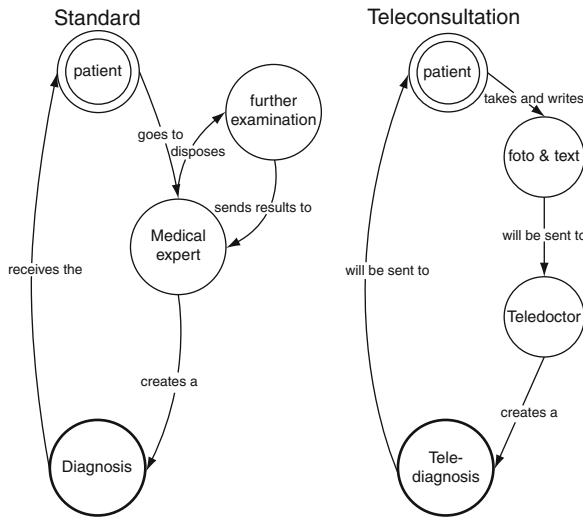 Standard
patient
goes to
disposes
further
examination
sends results to
Medical
expert
receives the
creates a
Diagnosis
Teleconsultation
patient
takes and writes
foto & text
will be sent to
will be sent to
Teledoctor
creates a
Tele-
diagnosis